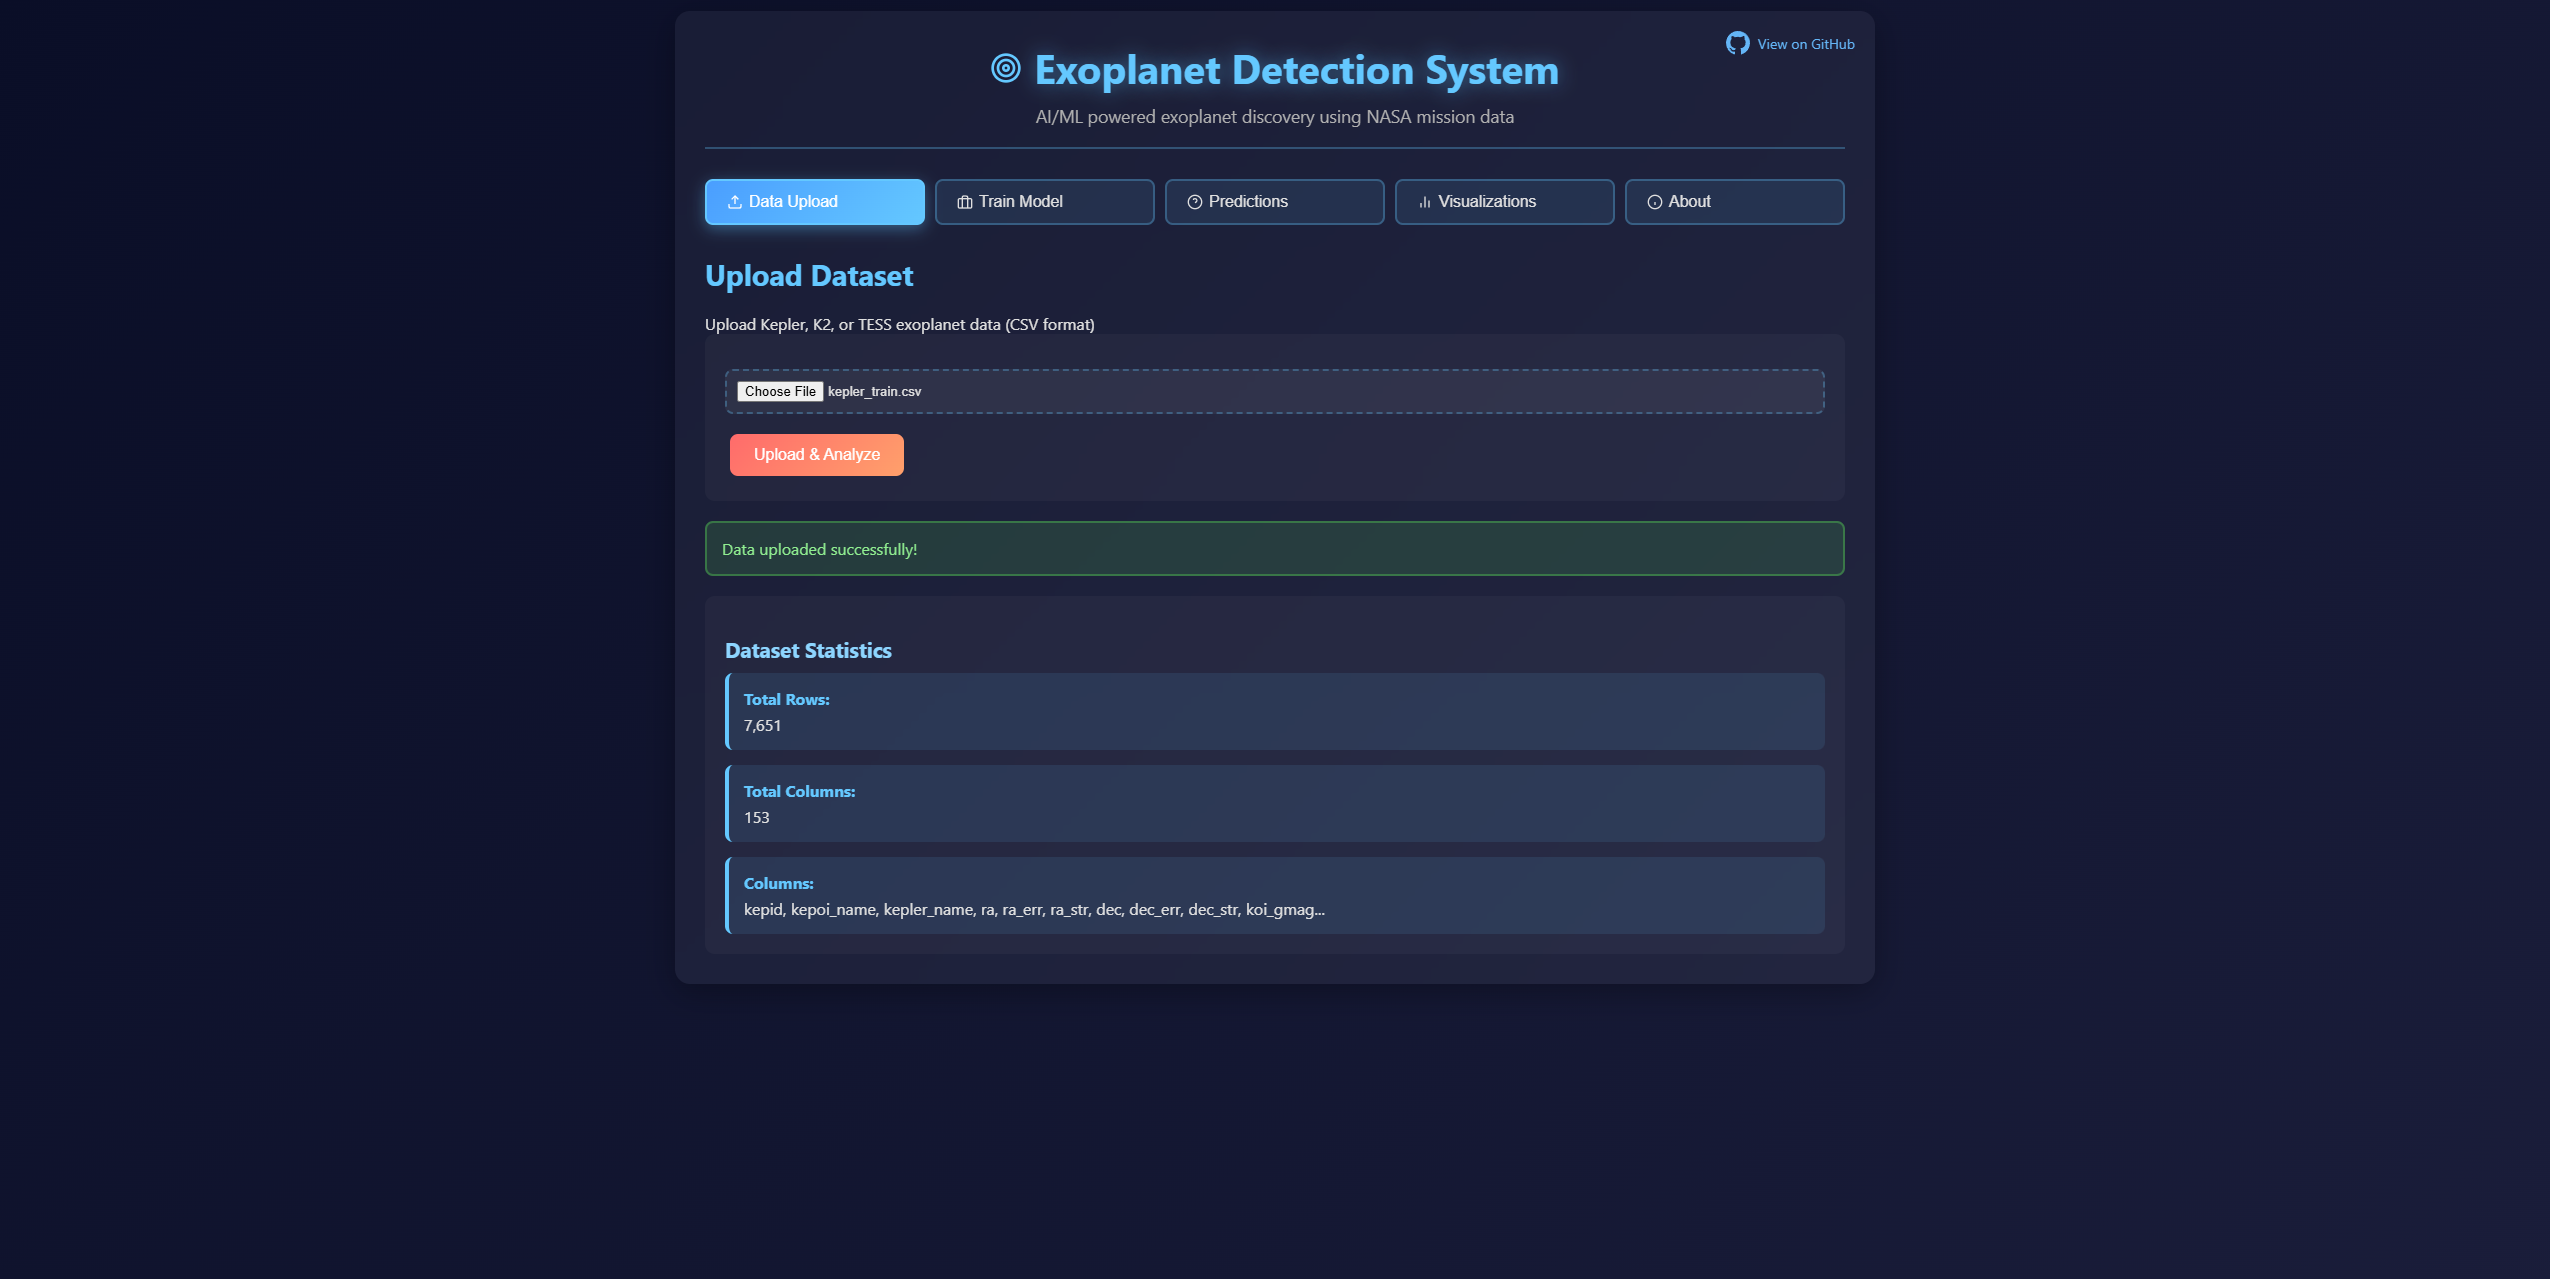 View on GitHub
Exoplanet Detection System
AI/ML powered exoplanet discovery using NASA mission data
Data Upload
Train Model
Predictions
Visualizations
About
Upload Dataset
Upload Kepler, K2, or TESS exoplanet data (CSV format)
Choose File kepler_train.csv
Upload & Analyze
Data uploaded successfully!
Dataset Statistics
Total Rows:
7,651
Total Columns:
153
Columns:
kepid, kepoi_name, kepler_name, ra, ra_err, ra_str, dec, dec_err, dec_str, koi_gmag...